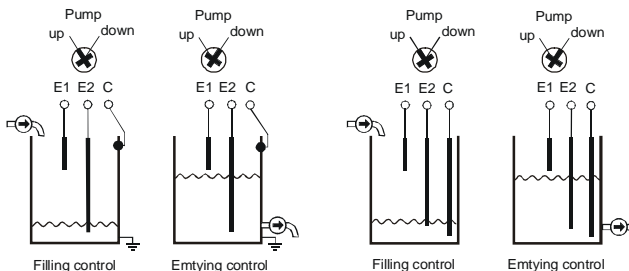 Pump
up down
E1 E2 C
Filling control
Pump
up down
E1 E2 C
Emtying control
Pump
up down
E1 E2 C
Filling control
Pump
up down
E1 E2 C
Emtying control